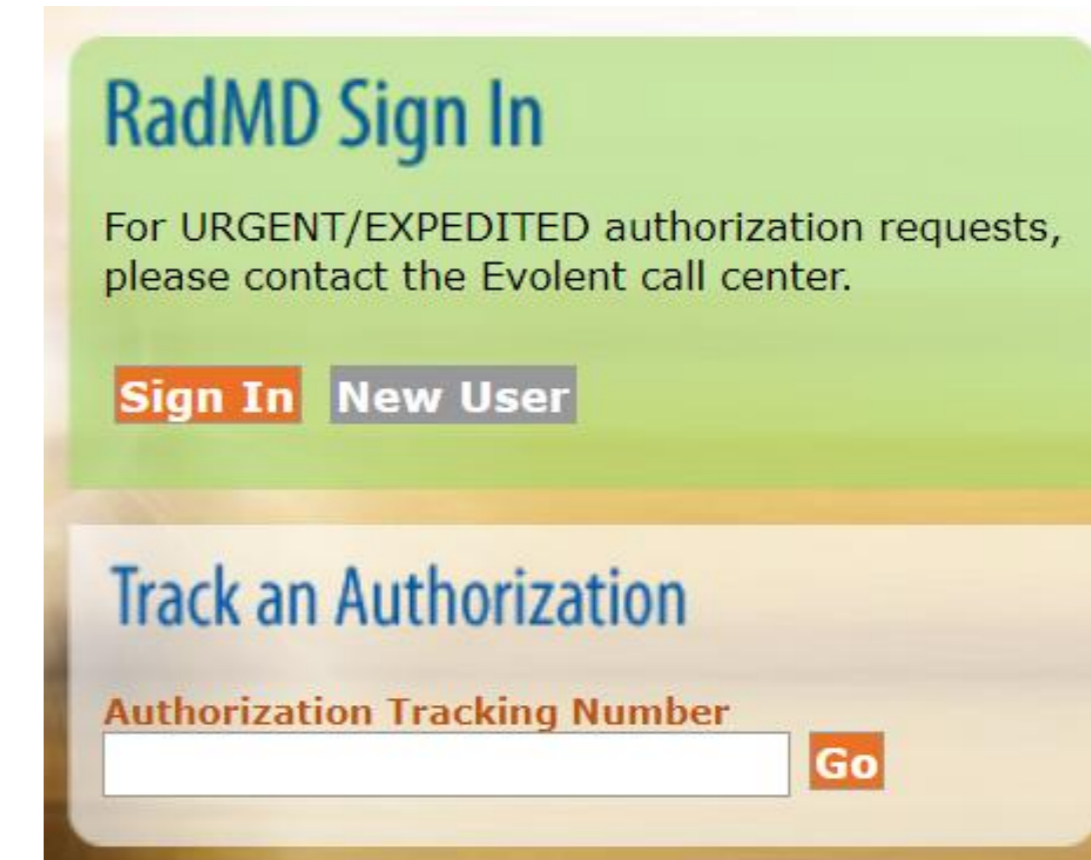 RadMD Sign In
For URGENT/EXPEDITED authorization requests,
please contact the Evolent call center.
Sign In New User
Track an Authorization
Authorization Tracking Number
Go